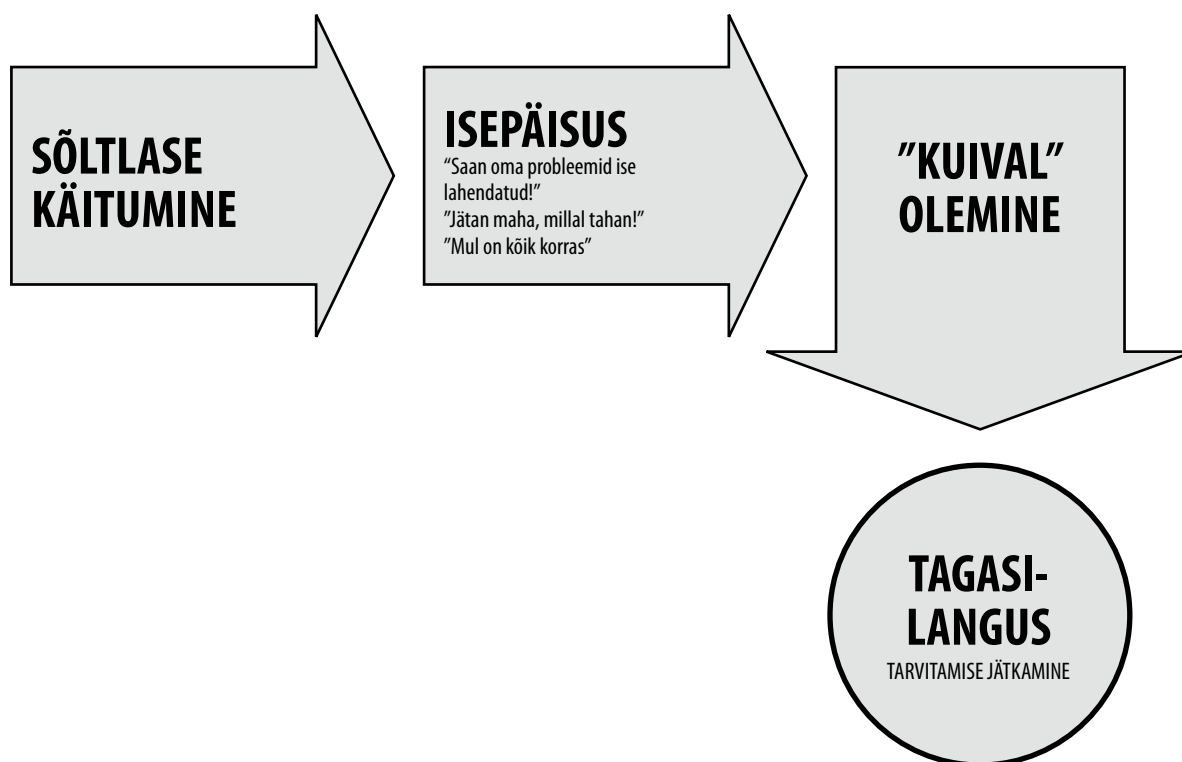 SÕLTLASE
KÄITUMINE
ISEPÄISUS
“Saan oma probleemid ise
lahendatud!”
”Jätan maha, millal tahan!”
”Mul on kõik korras”
”KUIVAL”
OLEMINE
TAGASI-
LANGUS
TARVITAMISE JÄTKAMINE